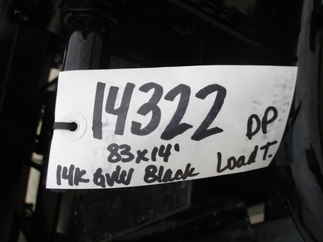 14322
DP
83x14'
14K GVW Black Load T.